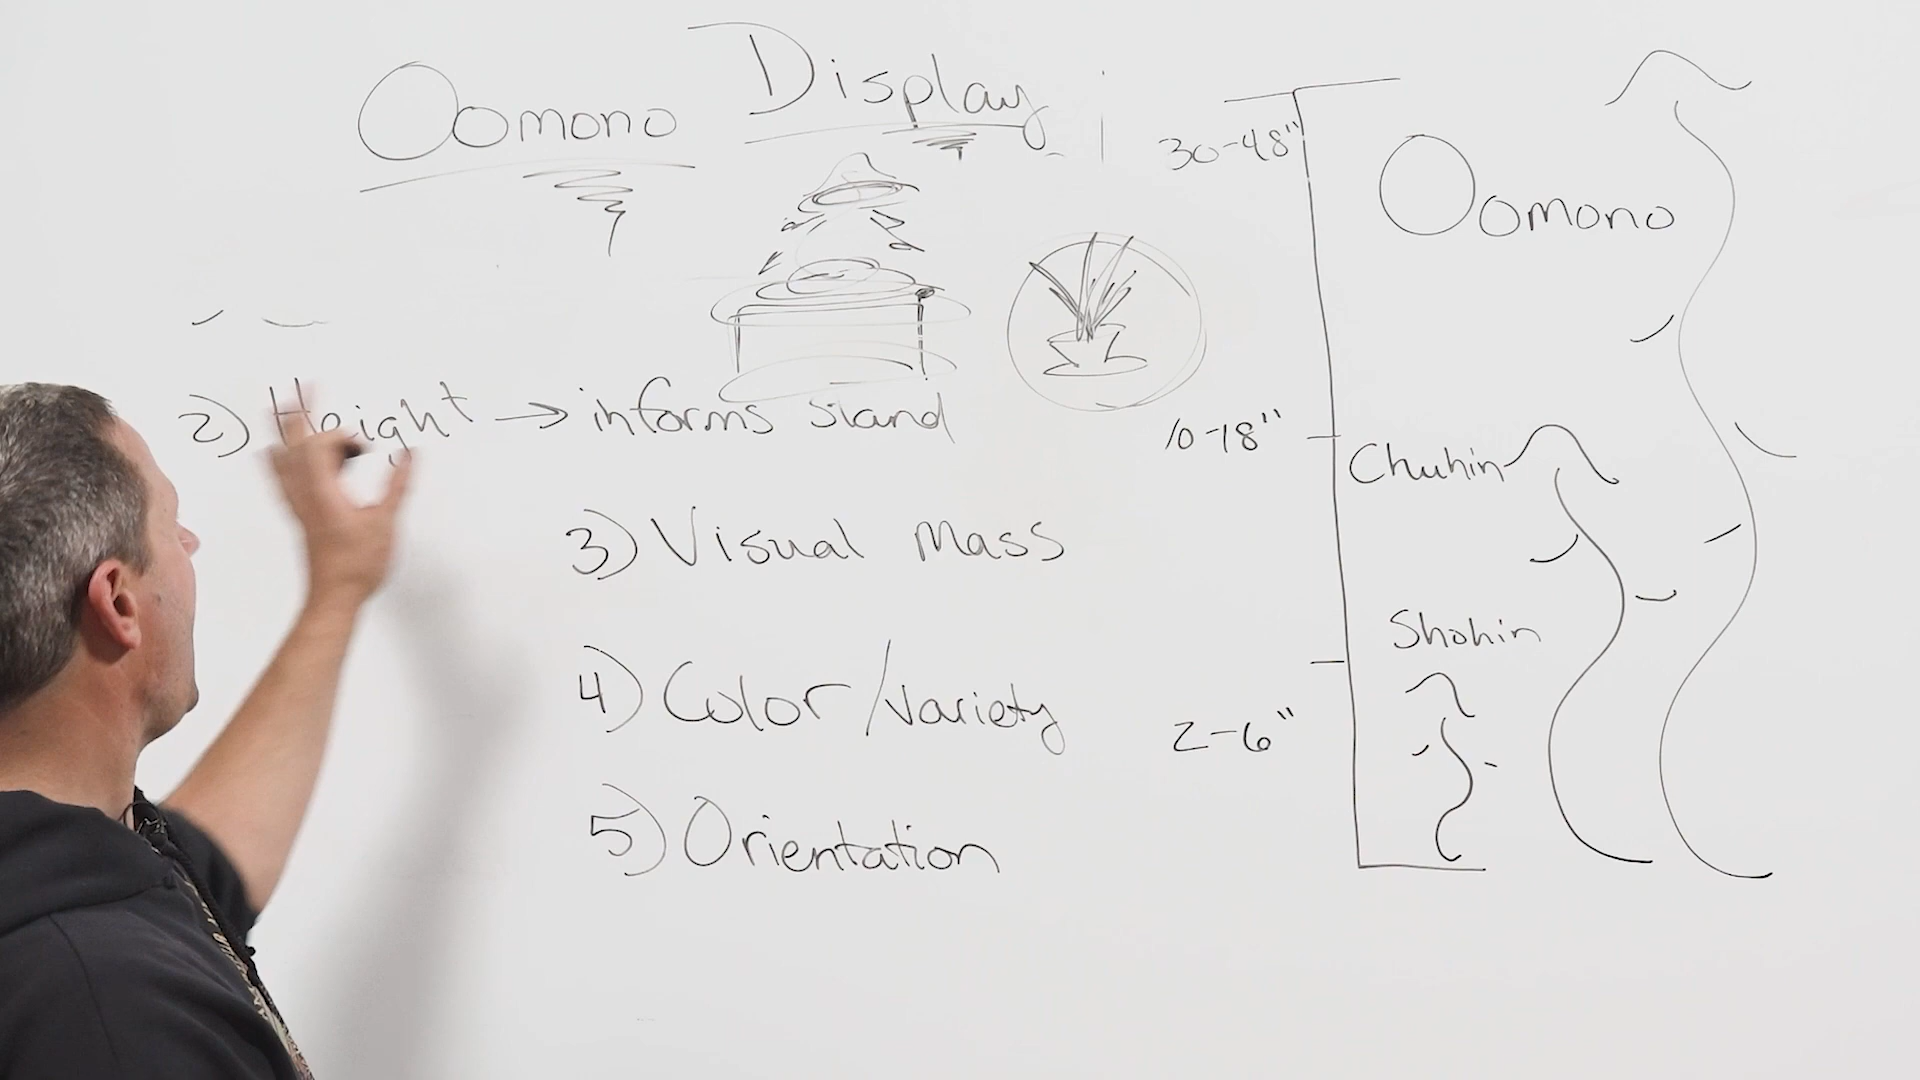 Oomono Display
2) Height → informs stand
3) Visual Mass
4) Color/variety
5) Orientation
30-48"
Oomono
10-18"
Chuhin
Shohin
2-6"